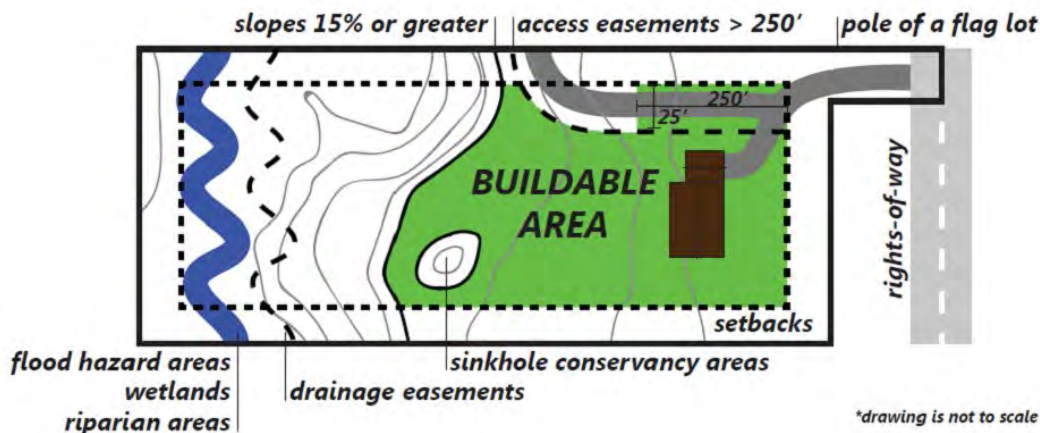 slopes 15% or greater
access easements > 250'
pole of a flag lot
250'
25'
BUILDABLE
AREA
rights-of-way
setbacks
flood hazard areas
wetlands
riparian areas
drainage easements
sinkhole conservancy areas
*drawing is not to scale